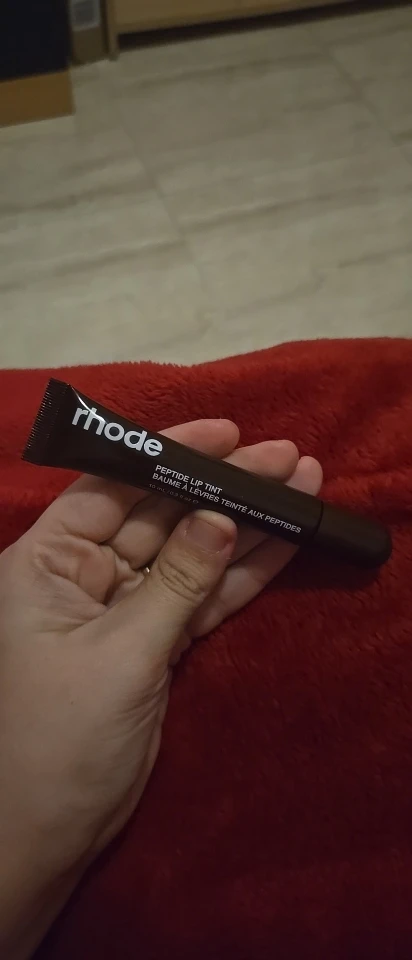 rhode
PEPTIDE LIP TINT
BAUME À LÈVRES TEINTÉ AUX PEPTIDES